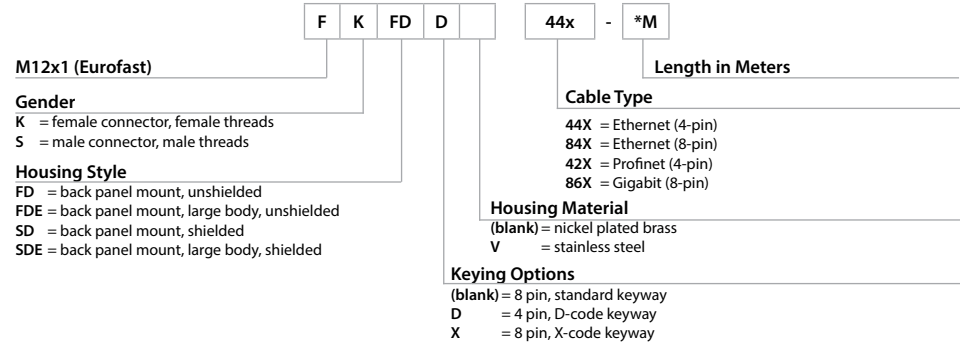 F K FD D 44x - *M
M12x1 (Eurofast)
Length in Meters
Gender
K = female connector, female threads
S = male connector, male threads
Cable Type
44X = Ethernet (4-pin)
84X = Ethernet (8-pin)
42X = Profinet (4-pin)
86X = Gigabit (8-pin)
Housing Style
FD = back panel mount, unshielded
FDE = back panel mount, large body, unshielded
SD = back panel mount, shielded
SDE = back panel mount, large body, shielded
Housing Material
(blank) = nickel plated brass
V = stainless steel
Keying Options
(blank) = 8 pin, standard keyway
D = 4 pin, D-code keyway
X = 8 pin, X-code keyway